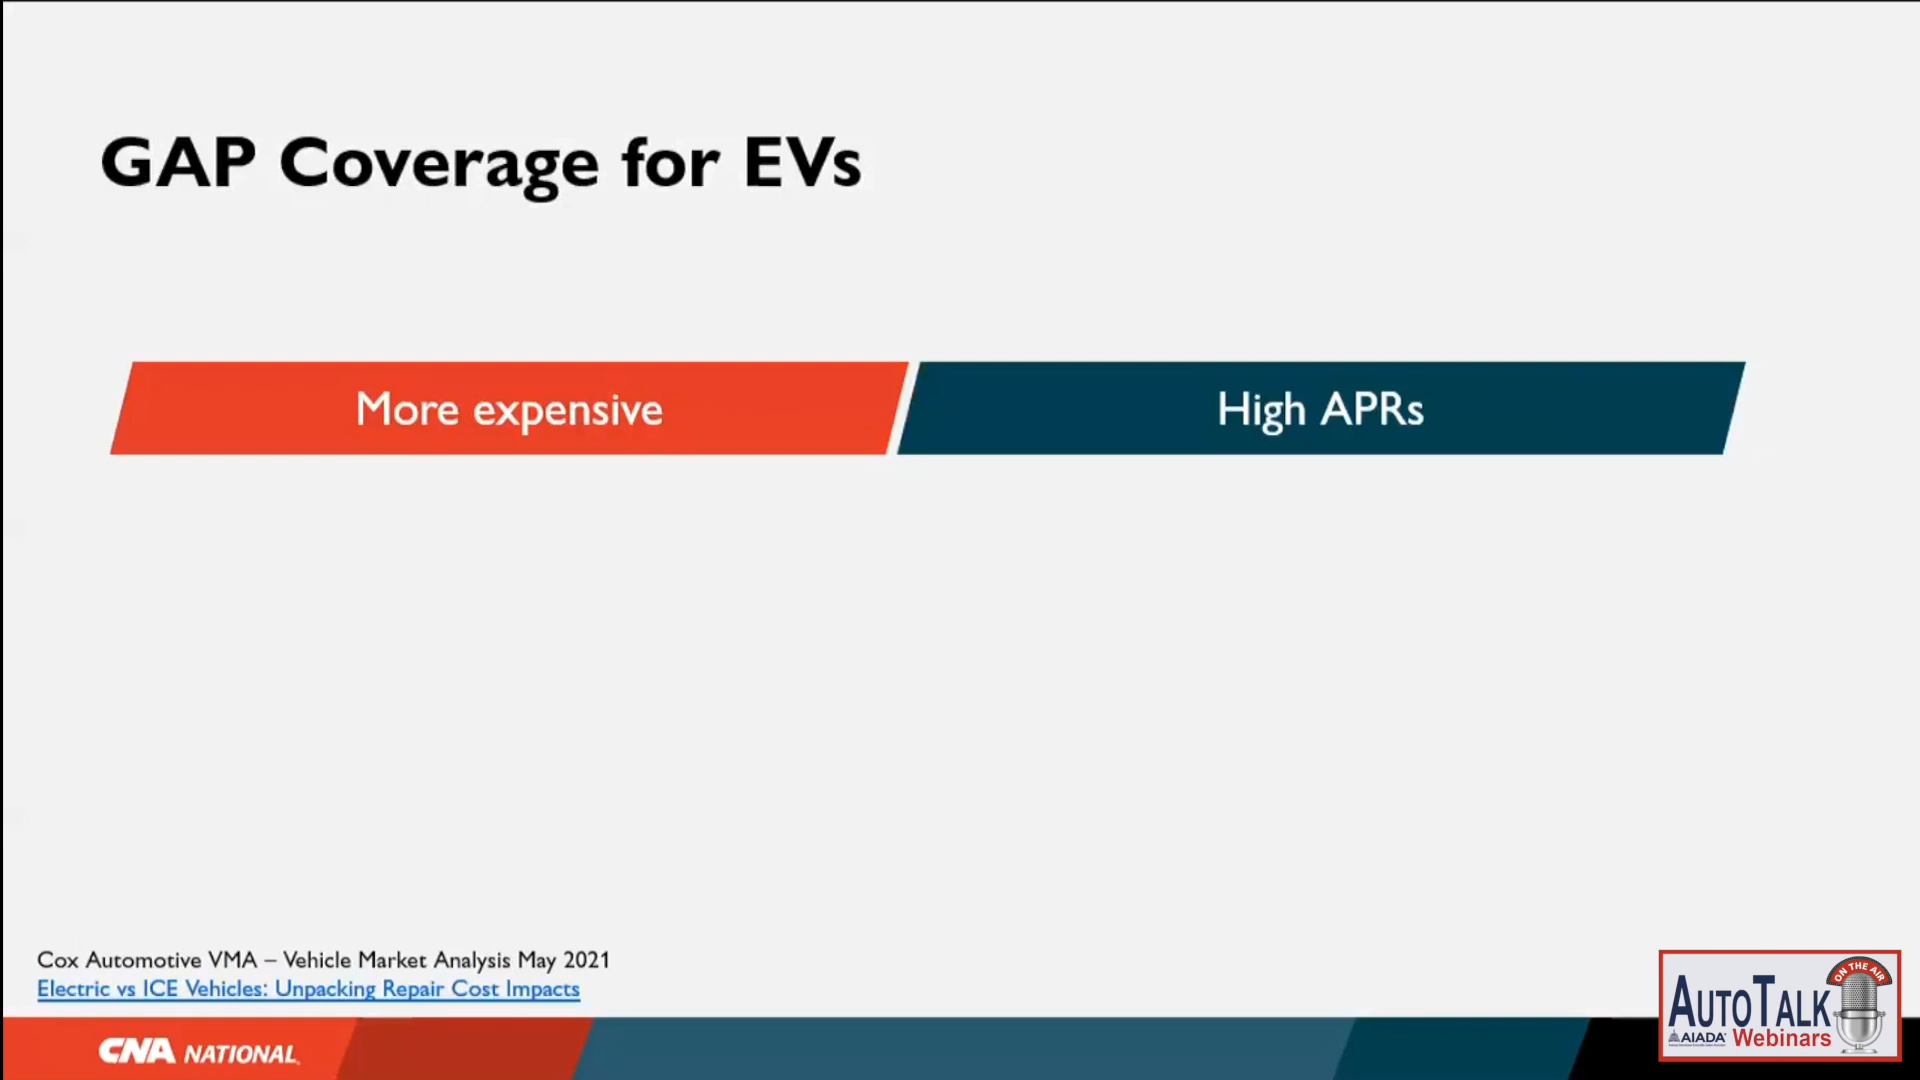 GAP Coverage for EVs
More expensive
High APRs
Cox Automotive VMA – Vehicle Market Analysis May 2021
Electric vs ICE Vehicles: Unpacking Repair Cost Impacts
CNA NATIONAL
ON THE AIR
AUTOTALK
AIADA
Webinars